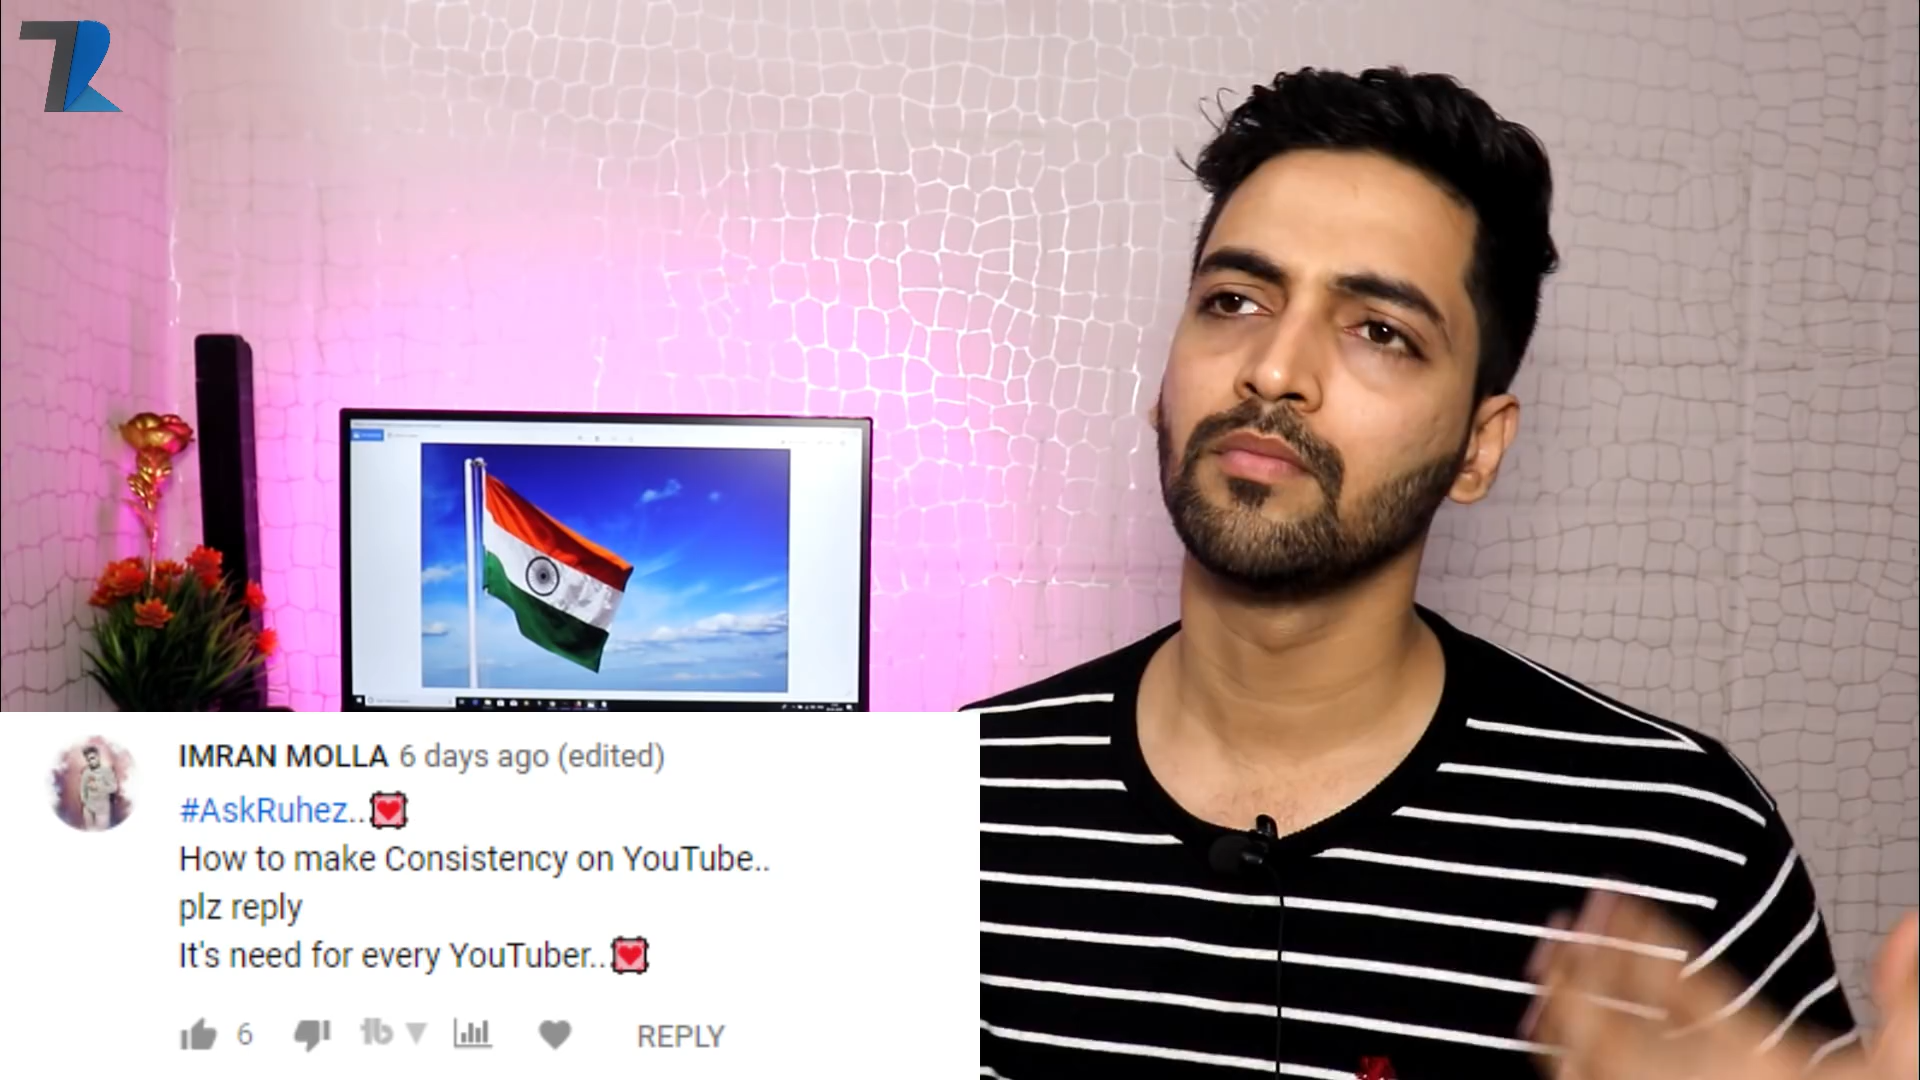 IMRAN MOLLA 6 days ago (edited)
#AskRuhez..
How to make Consistency on YouTube..
plz reply
It's need for every YouTuber..
6
REPLY